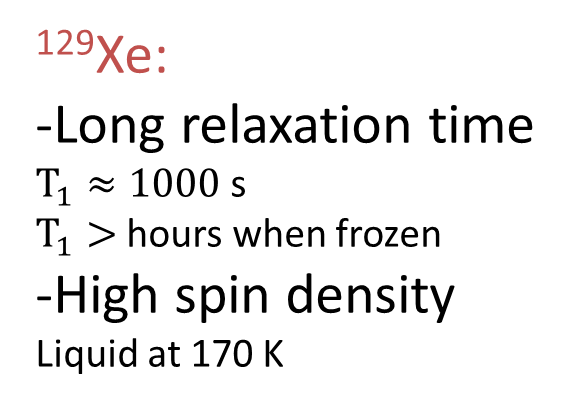 ¹²⁹Xe:
-Long relaxation time
T₁ ≈ 1000 s
T₁ > hours when frozen
-High spin density
Liquid at 170 K